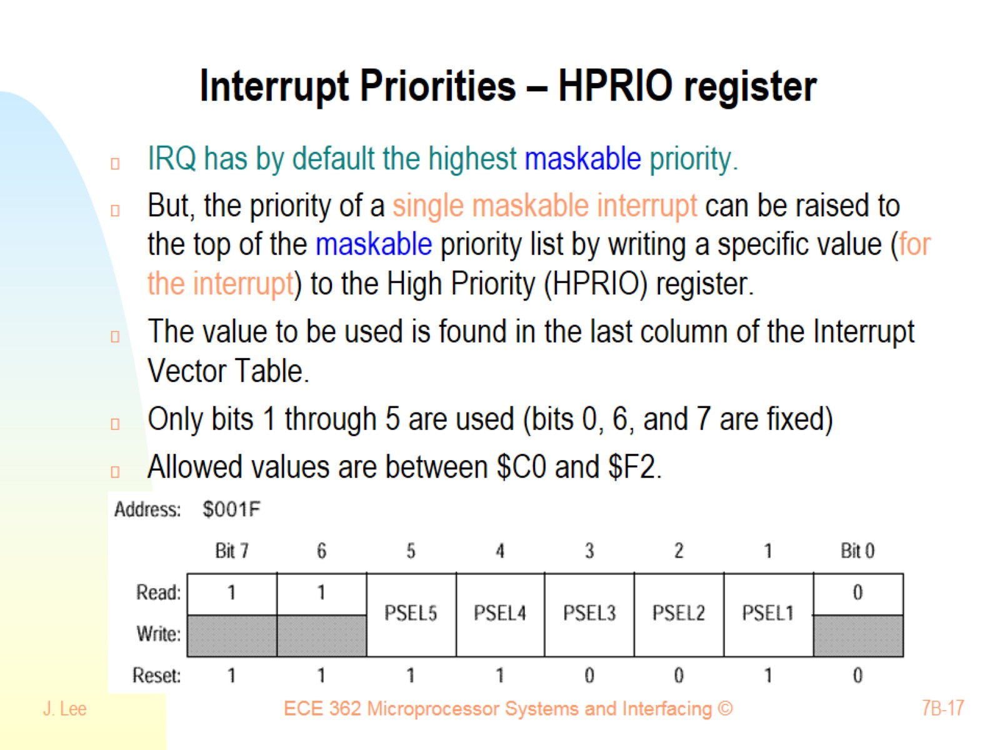 Interrupt Priorities – HPRIO register
IRQ has by default the highest maskable priority.
But, the priority of a single maskable interrupt can be raised to
the top of the maskable priority list by writing a specific value (for
the interrupt) to the High Priority (HPRIO) register.
The value to be used is found in the last column of the Interrupt
Vector Table.
Only bits 1 through 5 are used (bits 0, 6, and 7 are fixed)
Allowed values are between $C0 and $F2.
Address: $001F
Bit 7 6 5 4 3 2 1 Bit 0
Read: 1 1 0
PSEL5 PSEL4 PSEL3 PSEL2 PSEL1
Write:
Reset: 1 1 1 1 0 0 1 0
J. Lee ECE 362 Microprocessor Systems and Interfacing © 7B-17